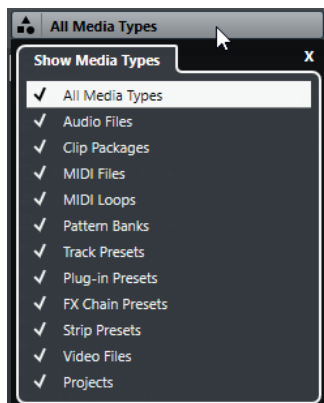 All Media Types
Show Media Types X
All Media Types
Audio Files
Clip Packages
MIDI Files
MIDI Loops
Pattern Banks
Track Presets
Plug-in Presets
FX Chain Presets
Strip Presets
Video Files
Projects